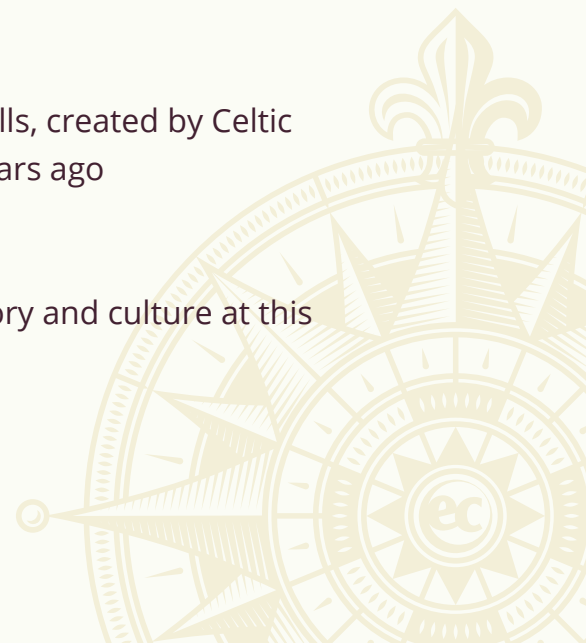 lls, created by Celtic
ars ago
ory and culture at this
ec